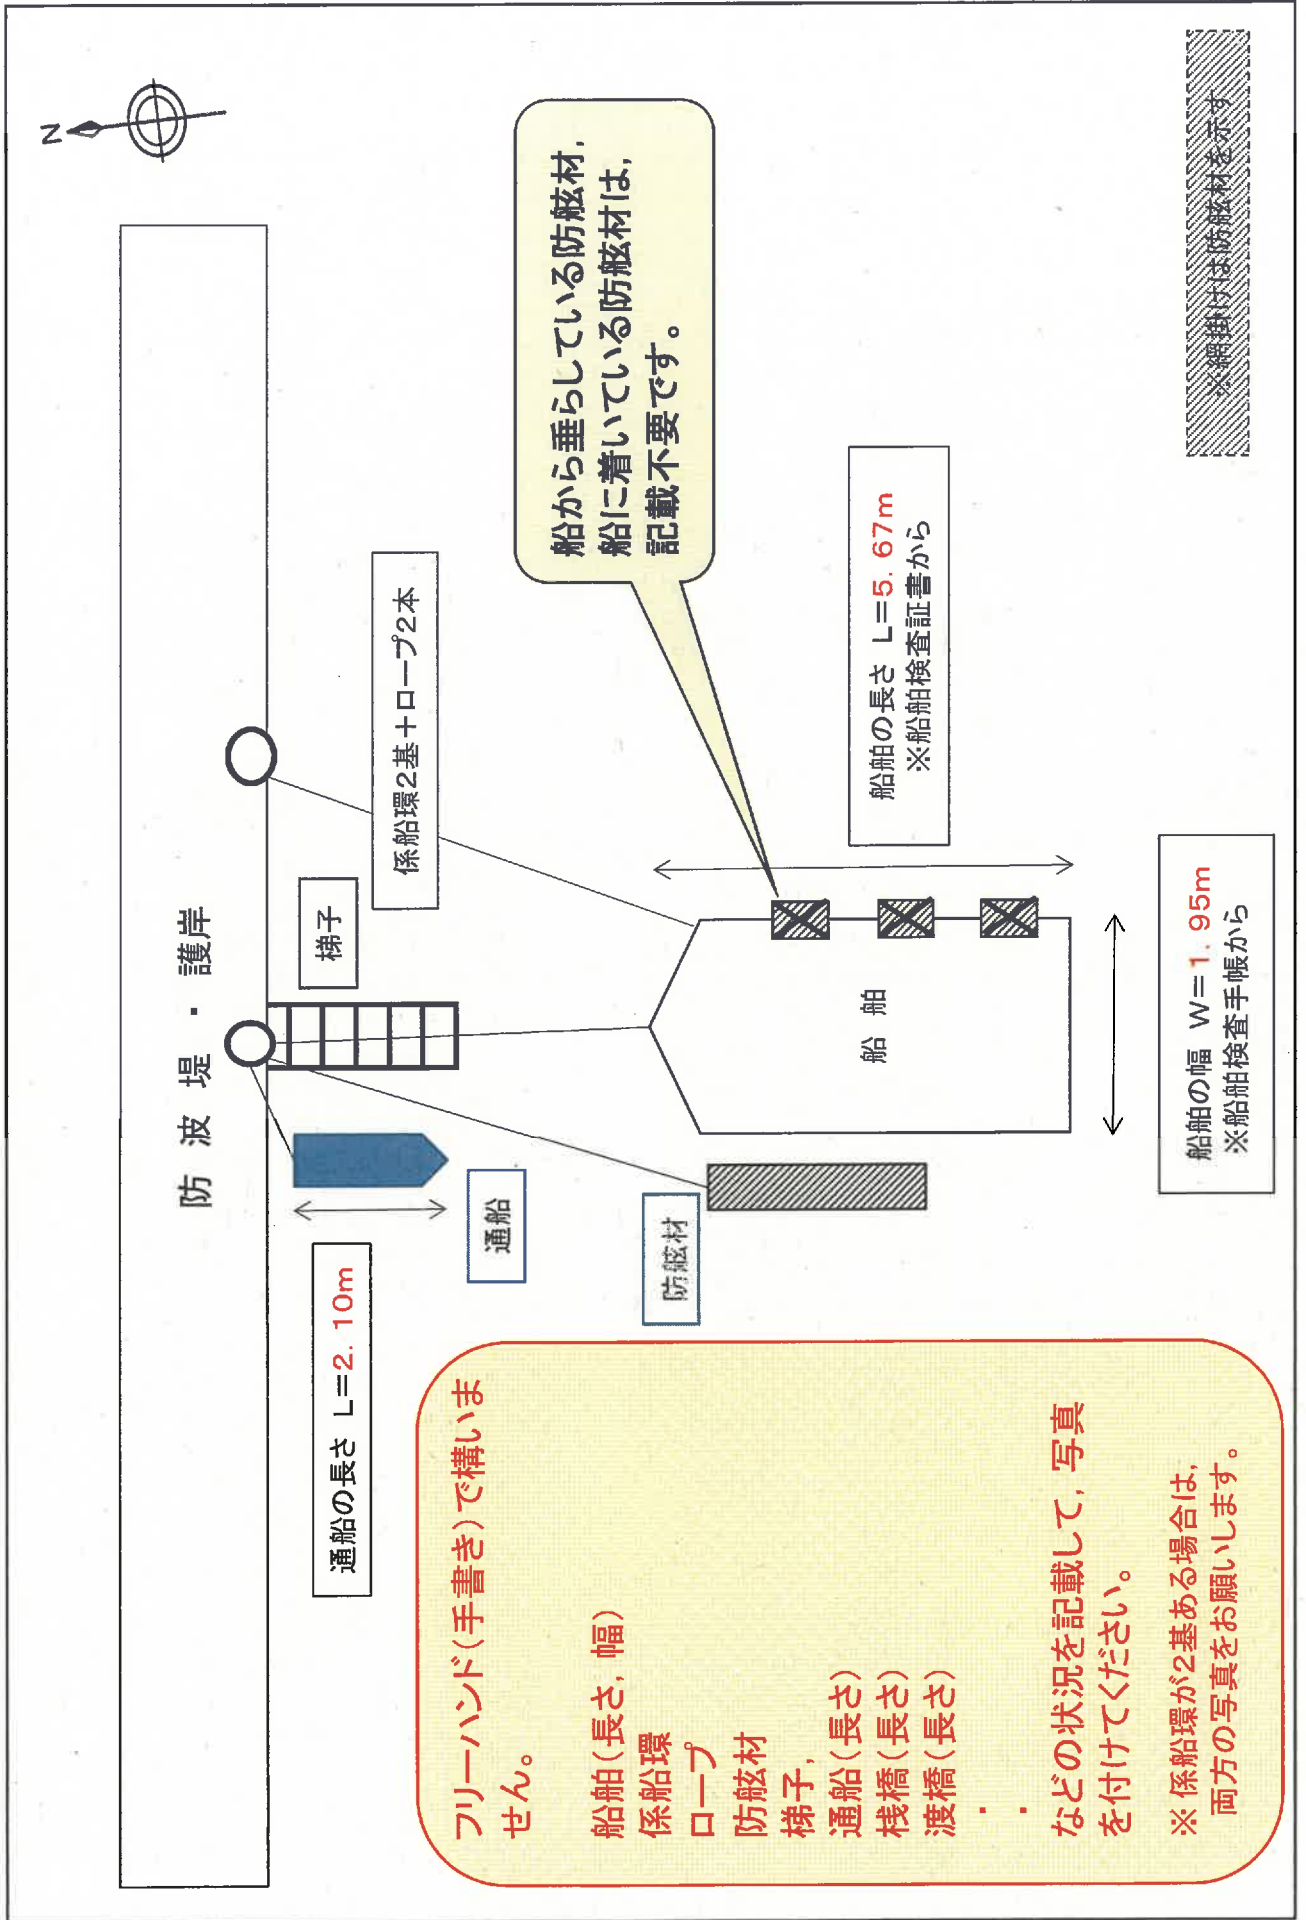 N
防 波 堤 ・ 護岸
梯子
係船環2基＋ロープ2本
通船の長さ L＝2. 10m
通船
防舷材
船 舶
船から垂らしている防舷材，
船に着いている防舷材は，
記載不要です。
船舶の長さ L＝5. 67m
※船舶検査証書から
船舶の幅 W＝1. 95m
※船舶検査手帳から
フリーハンド（手書き）で構いま
せん。
船舶（長さ，幅）
係船環
ロープ
防舷材
梯子，
通船（長さ）
桟橋（長さ）
渡橋（長さ）
・
・
などの状況を記載して，写真
を付けてください。
※ 係船環が2基ある場合は，
両方の写真をお願いします。
※網掛けは防舷材を示す